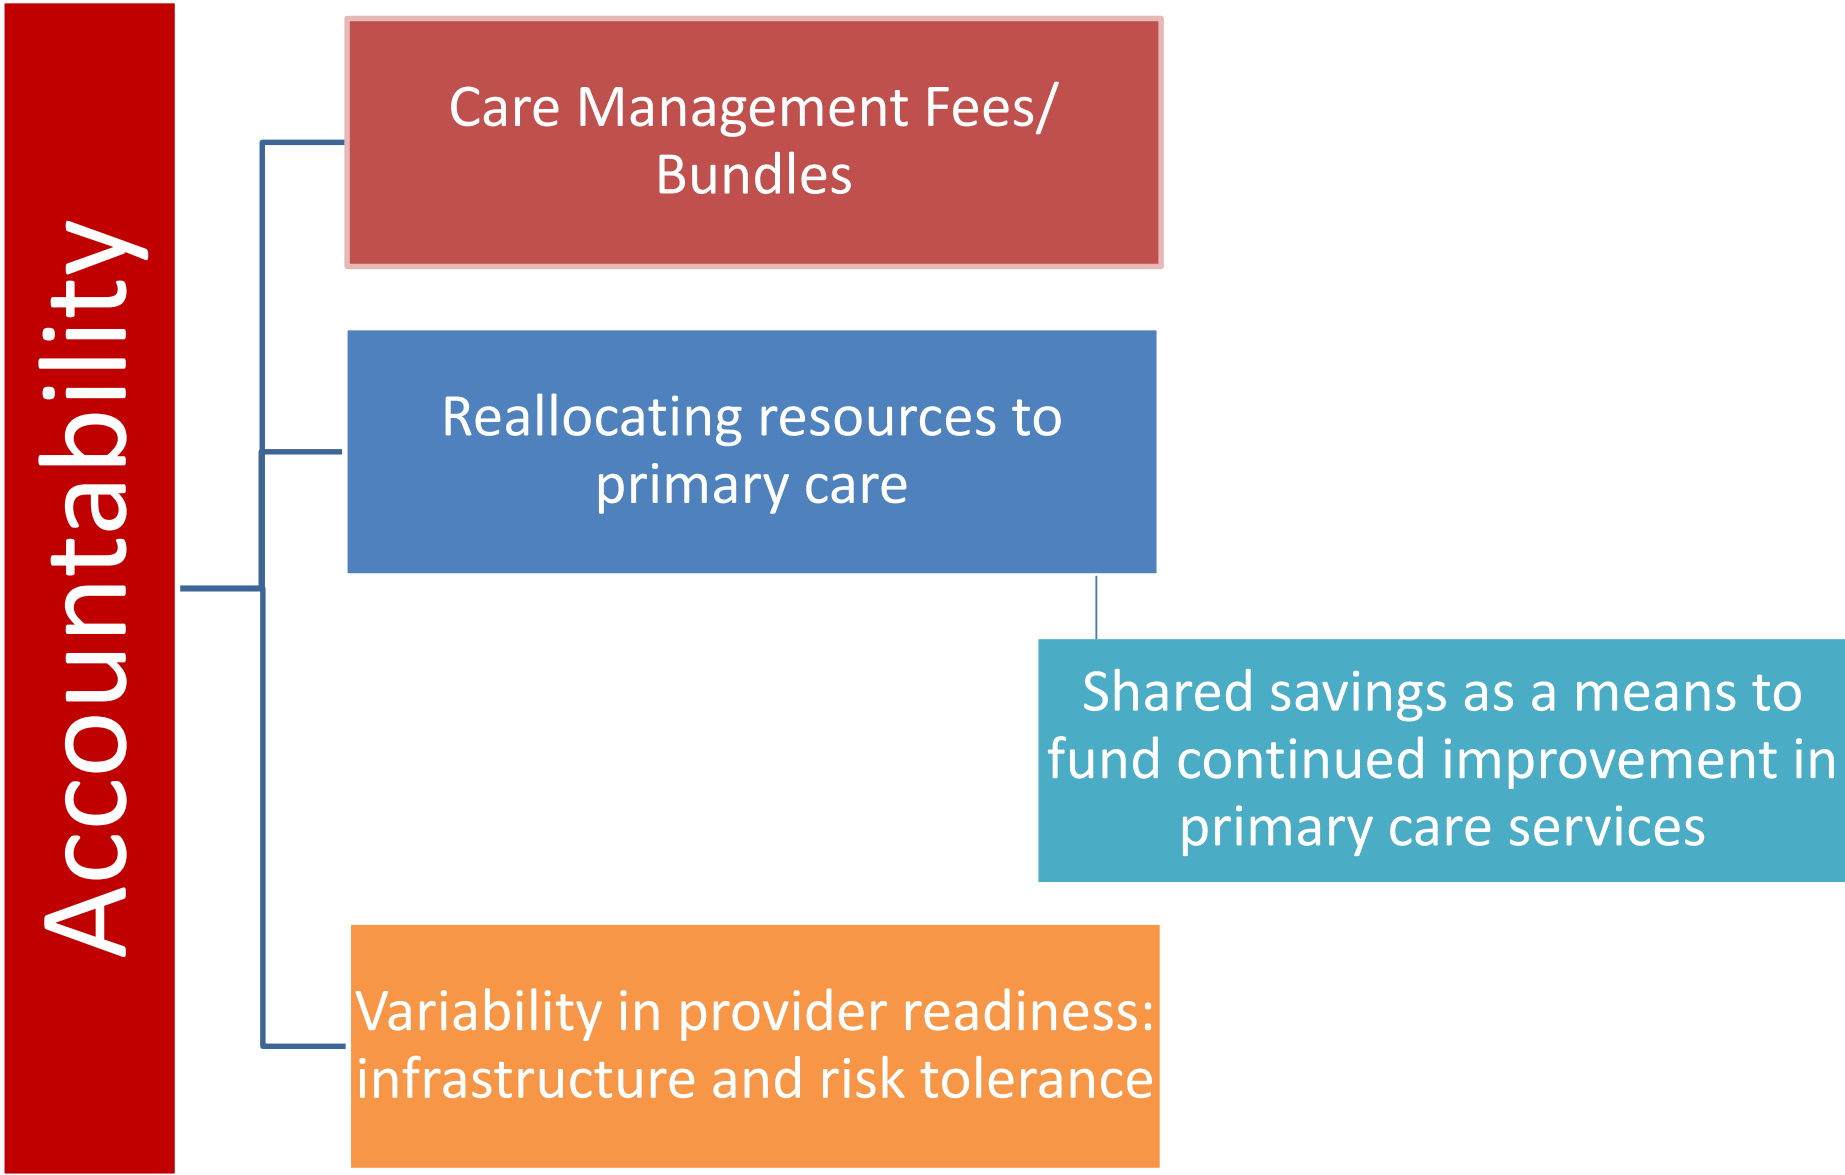 Accountability
Care Management Fees/
Bundles
Reallocating resources to
primary care
Shared savings as a means to
fund continued improvement in
primary care services
Variability in provider readiness:
infrastructure and risk tolerance